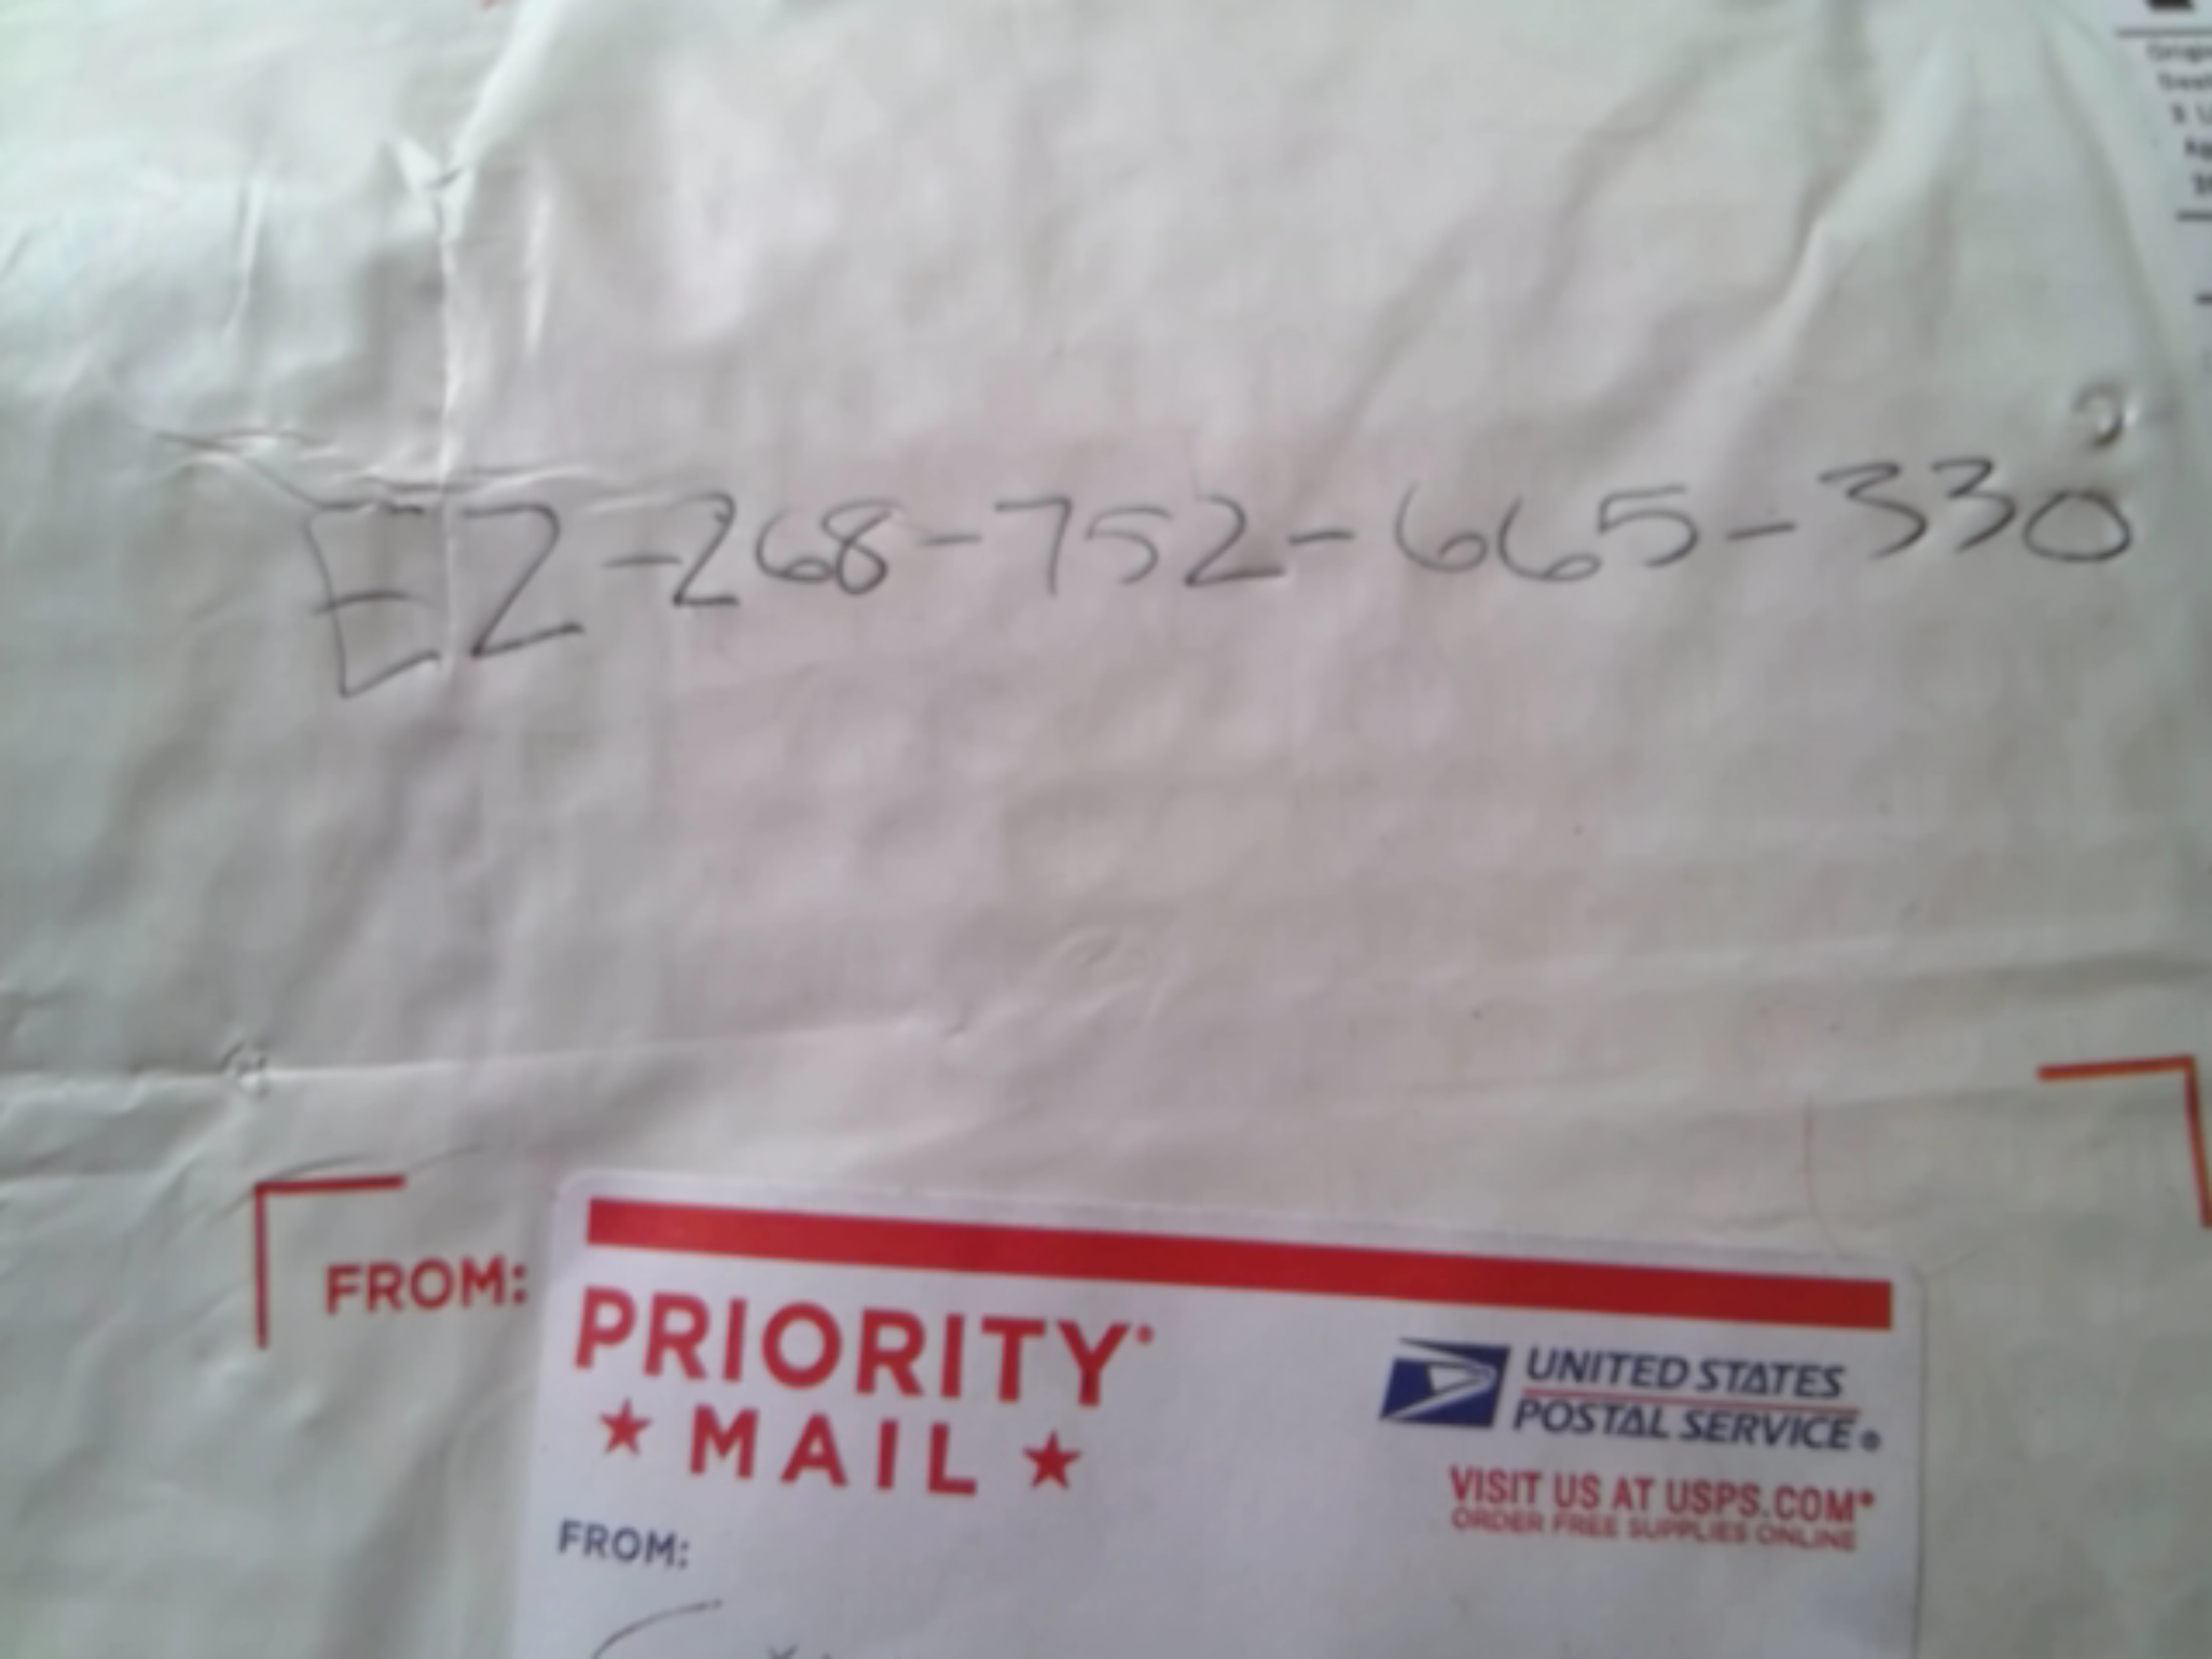 EZ-268-752-665-330
FROM:
PRIORITY
★ MAIL ★
UNITED STATES
POSTAL SERVICE®
VISIT US AT USPS.COM®
ORDER FREE SUPPLIES ONLINE
FROM: